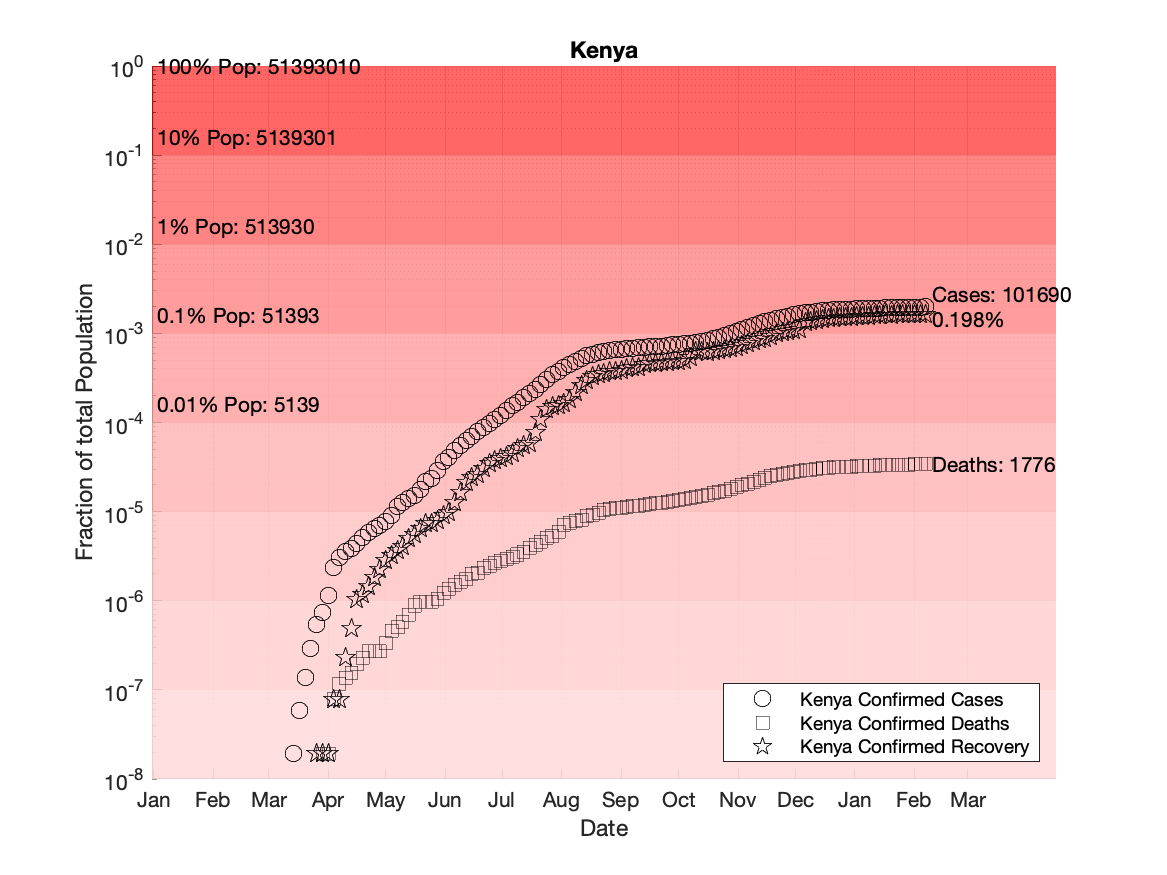 Kenya
10^0
100% Pop: 51393010
10% Pop: 5139301
10^-1
1% Pop: 513930
10^-2
Cases: 101690
0.1% Pop: 51393
0.198%
10^-3
0.01% Pop: 5139
10^-4
Deaths: 1776
10^-5
10^-6
10^-7
10^-8
Fraction of total Population
Kenya Confirmed Cases
Kenya Confirmed Deaths
Kenya Confirmed Recovery
Jan Feb Mar Apr May Jun Jul Aug Sep Oct Nov Dec Jan Feb Mar
Date